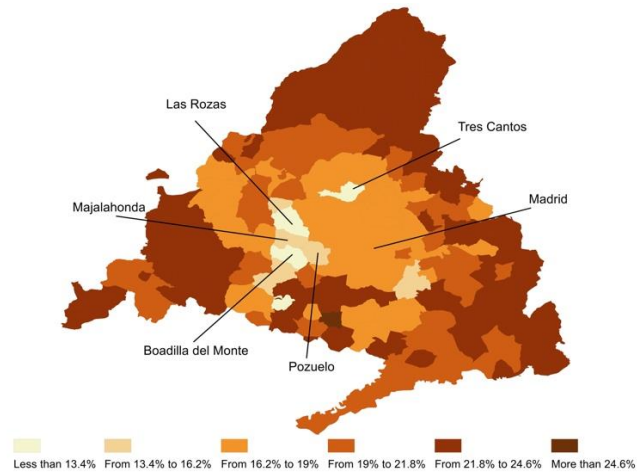 Las Rozas
Tres Cantos
Majalahonda
Madrid
Boadilla del Monte
Pozuelo
Less than 13.4% From 13.4% to 16.2% From 16.2% to 19% From 19% to 21.8% From 21.8% to 24.6% More than 24.6%